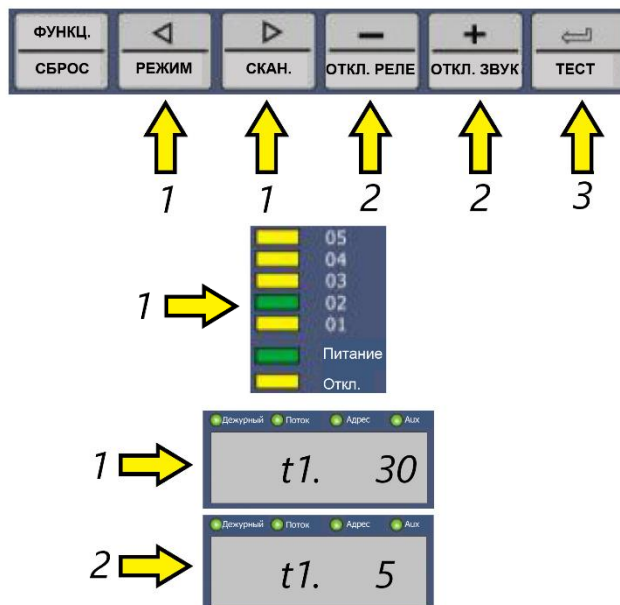 ФУНКЦ.
СБРОС РЕЖИМ СКАН. ОТКЛ. РЕЛЕ ОТКЛ. ЗВУК ТЕСТ
1 1 2 2 3
05
04
03
1 02
01
Питание
Откл.
Дежурный Поток Адрес Aux
1 t1. 30
Дежурный Поток Адрес Aux
2 t1. 5